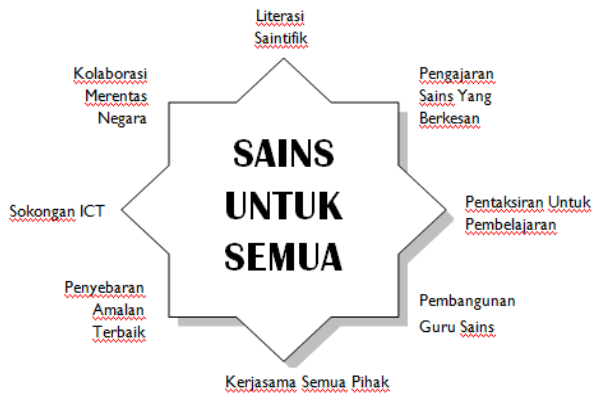 Literasi
Saintifik
Kolaborasi
Merentas
Negara
Pengajaran
Sains Yang
Berkesan
SAINS
UNTUK
SEMUA
Sokongan ICT
Pentaksiran Untuk
Pembelajaran
Penyebaran
Amalan
Terbaik
Pembangunan
Guru Sains
Kerjasama Semua Pihak